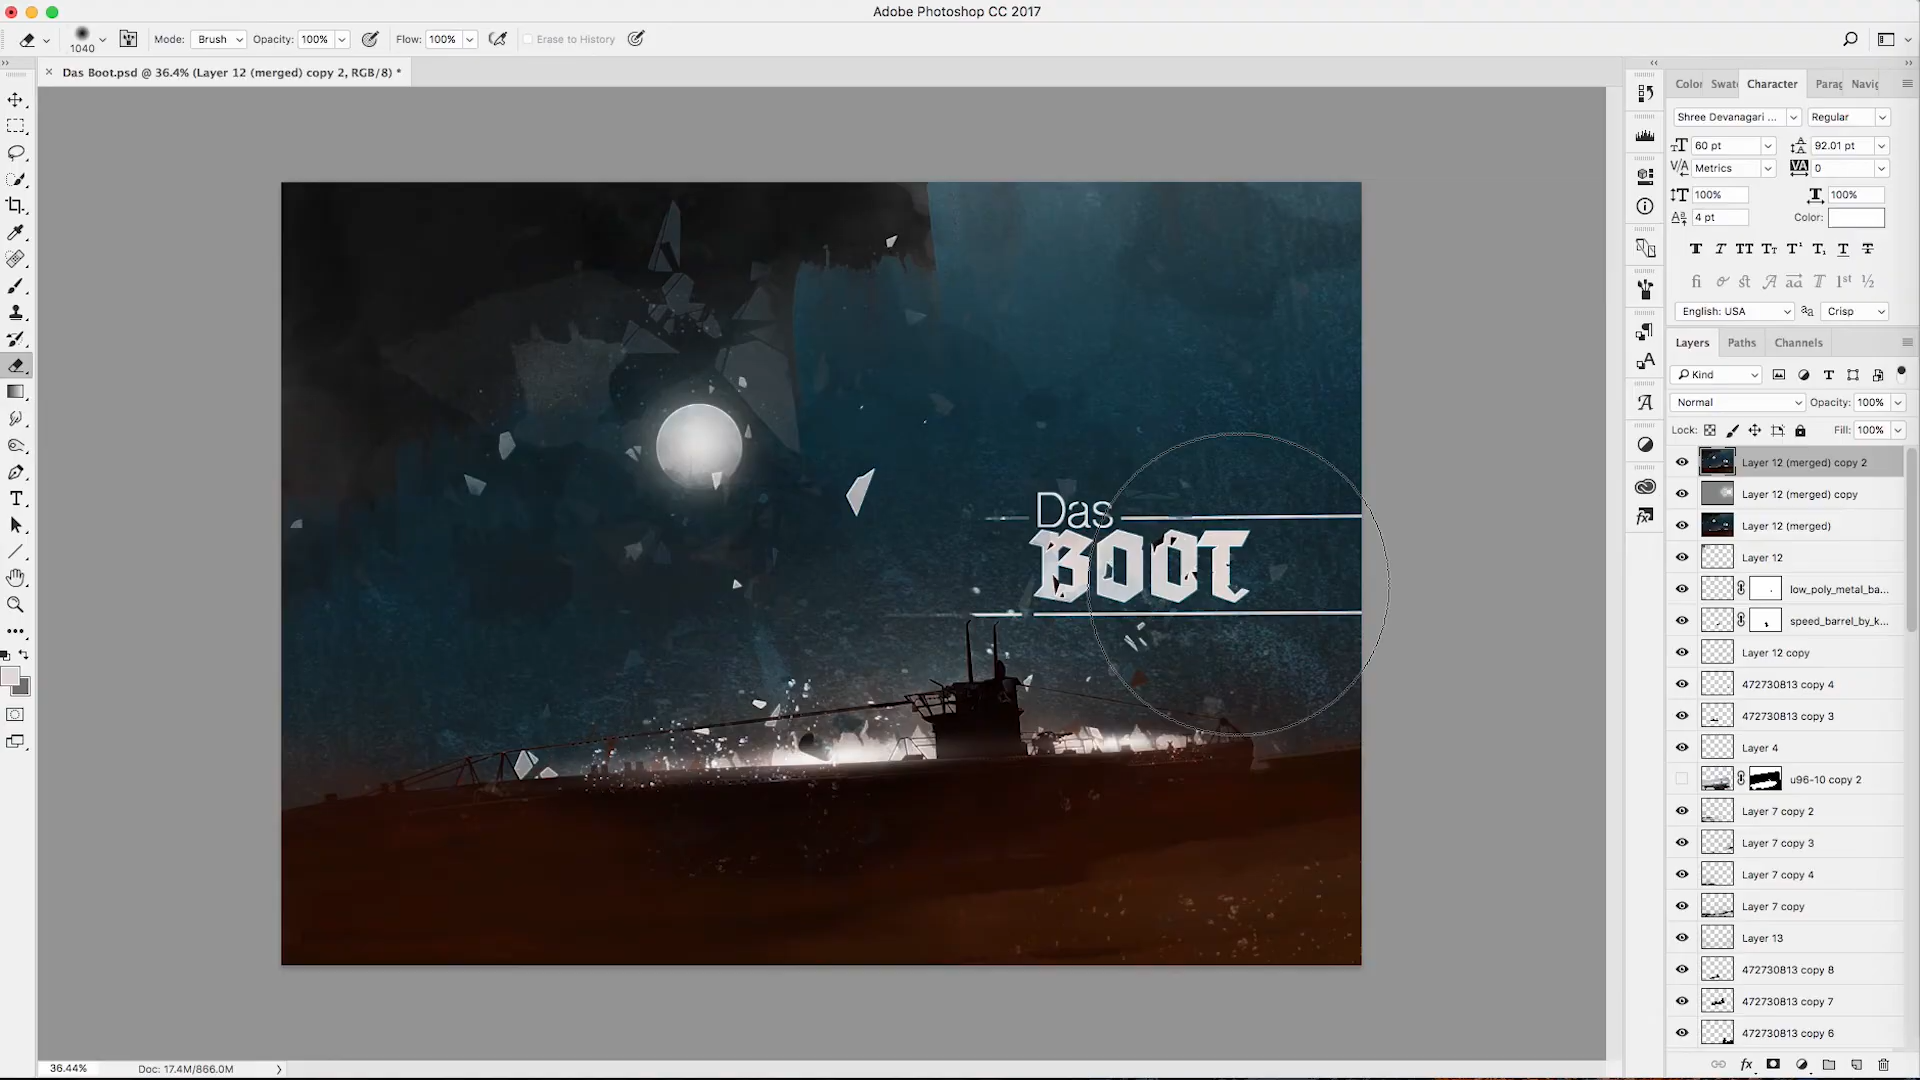 Adobe Photoshop CC 2017
1040
Mode: Brush
Opacity: 100%
Flow: 100%
Erase to History
Das Boot.psd @ 36.4% (Layer 12 (merged) copy 2, RGB/8) *
Color
Swatc
Character
Parag
Navig
Shree Devanagari ...
Regular
60 pt
92.01 pt
Metrics
0
100%
100%
4 pt
Color:
English: USA
aa
Crisp
Layers
Paths
Channels
Kind
Normal
Opacity: 100%
Lock:
Fill: 100%
Layer 12 (merged) copy 2
Layer 12 (merged) copy
Layer 12 (merged)
Layer 12
low_poly_metal_ba...
speed_barrel_by_k...
Layer 12 copy
472730813 copy 4
472730813 copy 3
Layer 4
u96-10 copy 2
Layer 7 copy 2
Layer 7 copy 3
Layer 7 copy 4
Layer 7 copy
Layer 13
472730813 copy 8
472730813 copy 7
472730813 copy 6
Das
BOOT
36.44%
Doc: 17.4M/866.0M